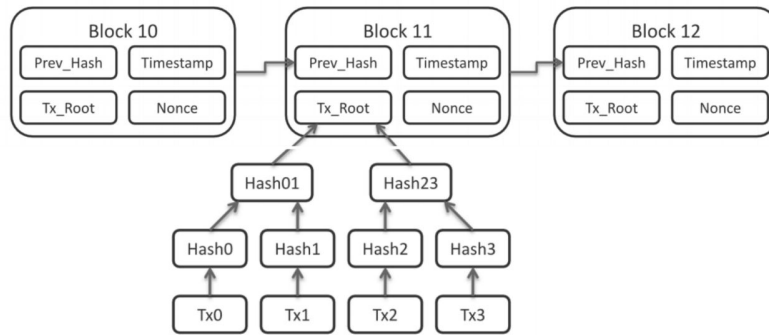 Block 10 Block 11 Block 12
Prev_Hash Timestamp Prev_Hash Timestamp Prev_Hash Timestamp
Tx_Root Nonce Tx_Root Nonce Tx_Root Nonce
Hash01 Hash23
Hash0 Hash1 Hash2 Hash3
Tx0 Tx1 Tx2 Tx3